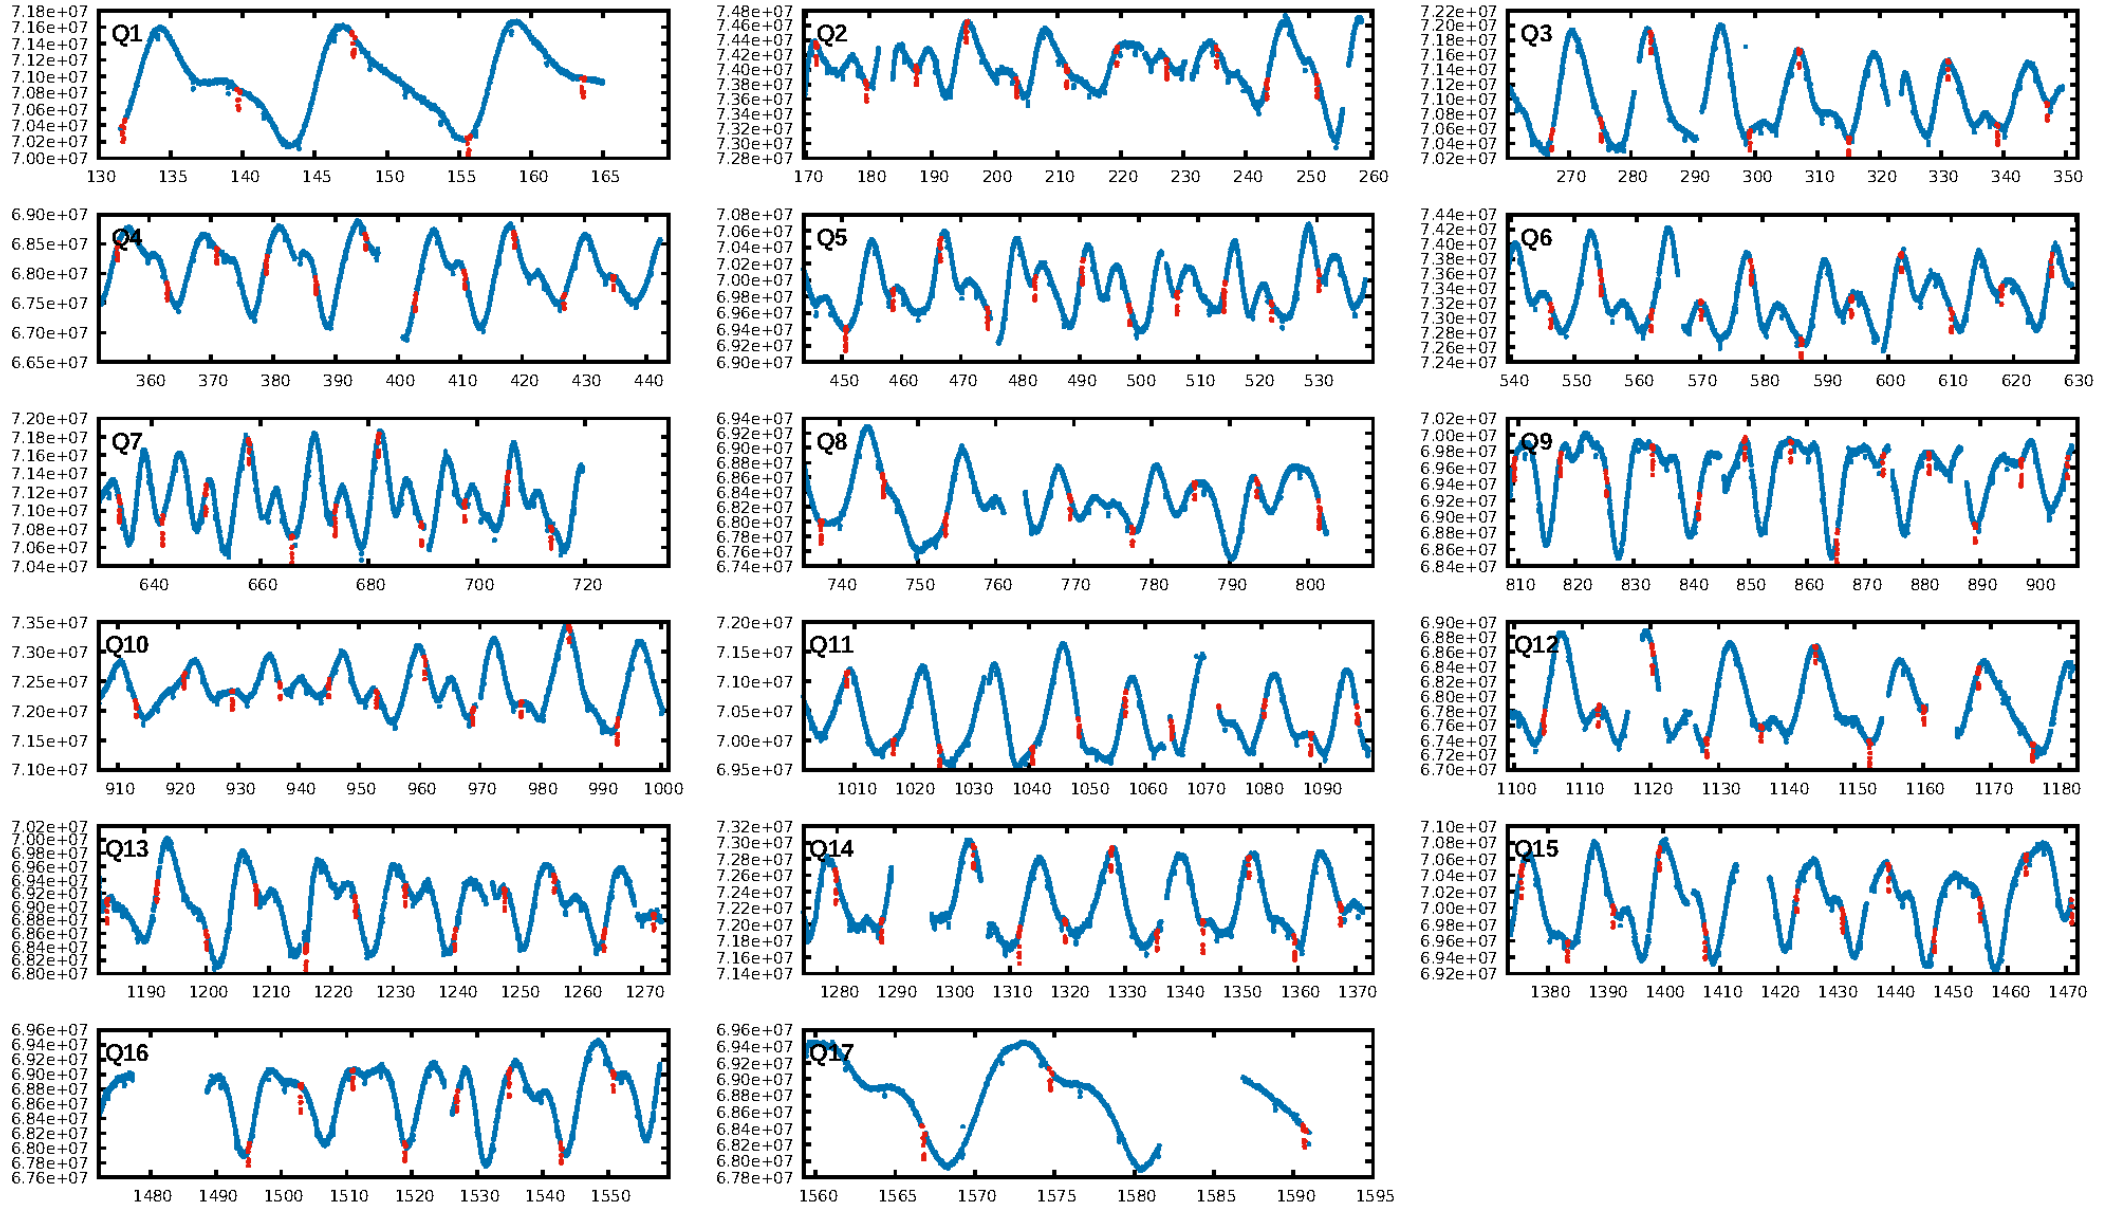 7.18e+07
7.16e+07
7.14e+07
7.12e+07
7.10e+07
7.08e+07
7.06e+07
7.04e+07
7.02e+07
7.00e+07
Q1
130 135 140 145 150 155 160 165
7.48e+07
7.46e+07
7.44e+07
7.42e+07
7.40e+07
7.38e+07
7.36e+07
7.34e+07
7.32e+07
7.30e+07
7.28e+07
Q2
170 180 190 200 210 220 230 240 250 260
7.22e+07
7.20e+07
7.18e+07
7.16e+07
7.14e+07
7.12e+07
7.10e+07
7.08e+07
7.06e+07
7.04e+07
7.02e+07
Q3
270 280 290 300 310 320 330 340 350
6.90e+07
6.85e+07
6.80e+07
6.75e+07
6.70e+07
6.65e+07
Q4
360 370 380 390 400 410 420 430 440
7.08e+07
7.06e+07
7.04e+07
7.02e+07
7.00e+07
6.98e+07
6.96e+07
6.94e+07
6.92e+07
6.90e+07
Q5
450 460 470 480 490 500 510 520 530
7.44e+07
7.42e+07
7.40e+07
7.38e+07
7.36e+07
7.34e+07
7.32e+07
7.30e+07
7.28e+07
7.26e+07
7.24e+07
Q6
540 550 560 570 580 590 600 610 620 630
7.20e+07
7.18e+07
7.16e+07
7.14e+07
7.12e+07
7.10e+07
7.08e+07
7.06e+07
7.04e+07
Q7
640 660 680 700 720
6.94e+07
6.92e+07
6.90e+07
6.88e+07
6.86e+07
6.84e+07
6.82e+07
6.80e+07
6.78e+07
6.76e+07
6.74e+07
Q8
740 750 760 770 780 790 800
7.02e+07
7.00e+07
6.98e+07
6.96e+07
6.94e+07
6.92e+07
6.90e+07
6.88e+07
6.86e+07
6.84e+07
Q9
810 820 830 840 850 860 870 880 890 900
7.35e+07
7.30e+07
7.25e+07
7.20e+07
7.15e+07
7.10e+07
Q10
910 920 930 940 950 960 970 980 990 1000
7.20e+07
7.15e+07
7.10e+07
7.05e+07
7.00e+07
6.95e+07
Q11
1010 1020 1030 1040 1050 1060 1070 1080 1090
6.90e+07
6.88e+07
6.86e+07
6.84e+07
6.82e+07
6.80e+07
6.78e+07
6.76e+07
6.74e+07
6.72e+07
6.70e+07
Q12
1100 1110 1120 1130 1140 1150 1160 1170 1180
7.02e+07
7.00e+07
6.98e+07
6.96e+07
6.94e+07
6.92e+07
6.90e+07
6.88e+07
6.86e+07
6.84e+07
6.82e+07
6.80e+07
Q13
1190 1200 1210 1220 1230 1240 1250 1260 1270
7.32e+07
7.30e+07
7.28e+07
7.26e+07
7.24e+07
7.22e+07
7.20e+07
7.18e+07
7.16e+07
7.14e+07
Q14
1280 1290 1300 1310 1320 1330 1340 1350 1360 1370
7.10e+07
7.08e+07
7.06e+07
7.04e+07
7.02e+07
7.00e+07
6.98e+07
6.96e+07
6.94e+07
6.92e+07
Q15
1380 1390 1400 1410 1420 1430 1440 1450 1460 1470
6.96e+07
6.94e+07
6.92e+07
6.90e+07
6.88e+07
6.86e+07
6.84e+07
6.82e+07
6.80e+07
6.78e+07
6.76e+07
Q16
1480 1490 1500 1510 1520 1530 1540 1550
6.96e+07
6.94e+07
6.92e+07
6.90e+07
6.88e+07
6.86e+07
6.84e+07
6.82e+07
6.80e+07
6.78e+07
Q17
1560 1565 1570 1575 1580 1585 1590 1595